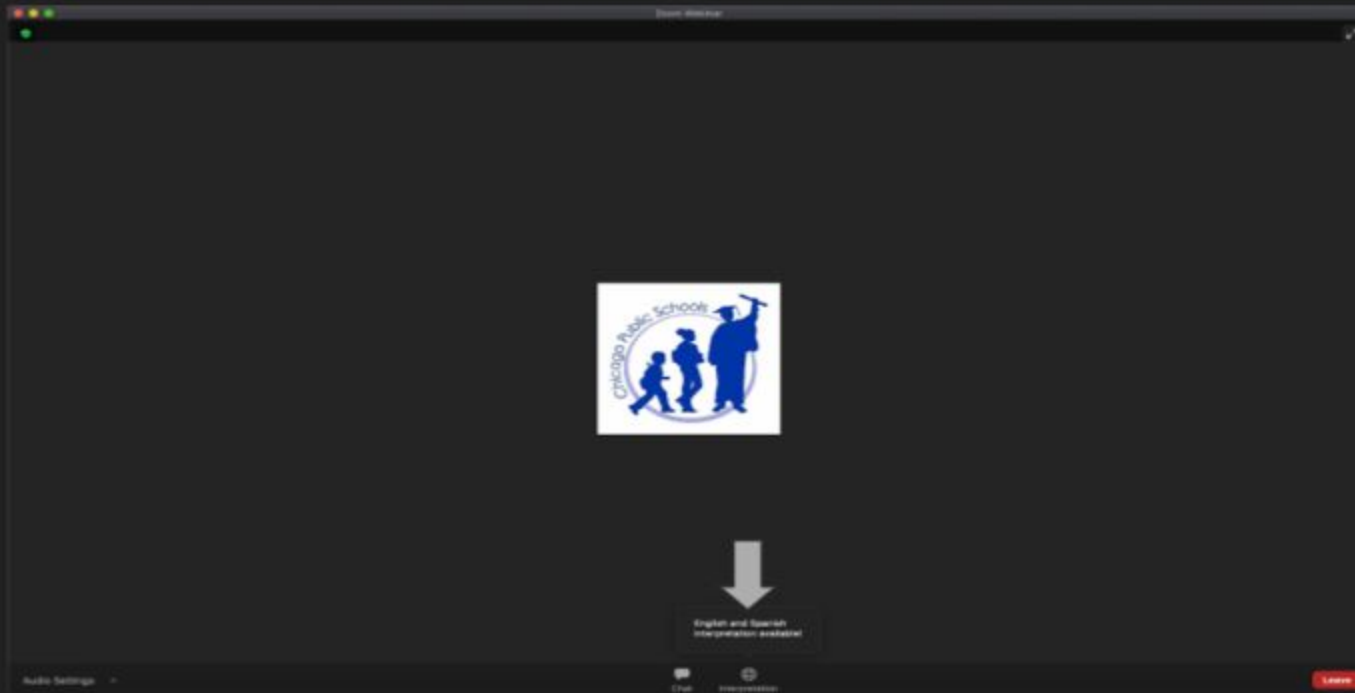 Zoom Webinar
Chicago Public Schools
English and Spanish
interpretation available!
Audio Settings
Chat
Interpretation
Leave